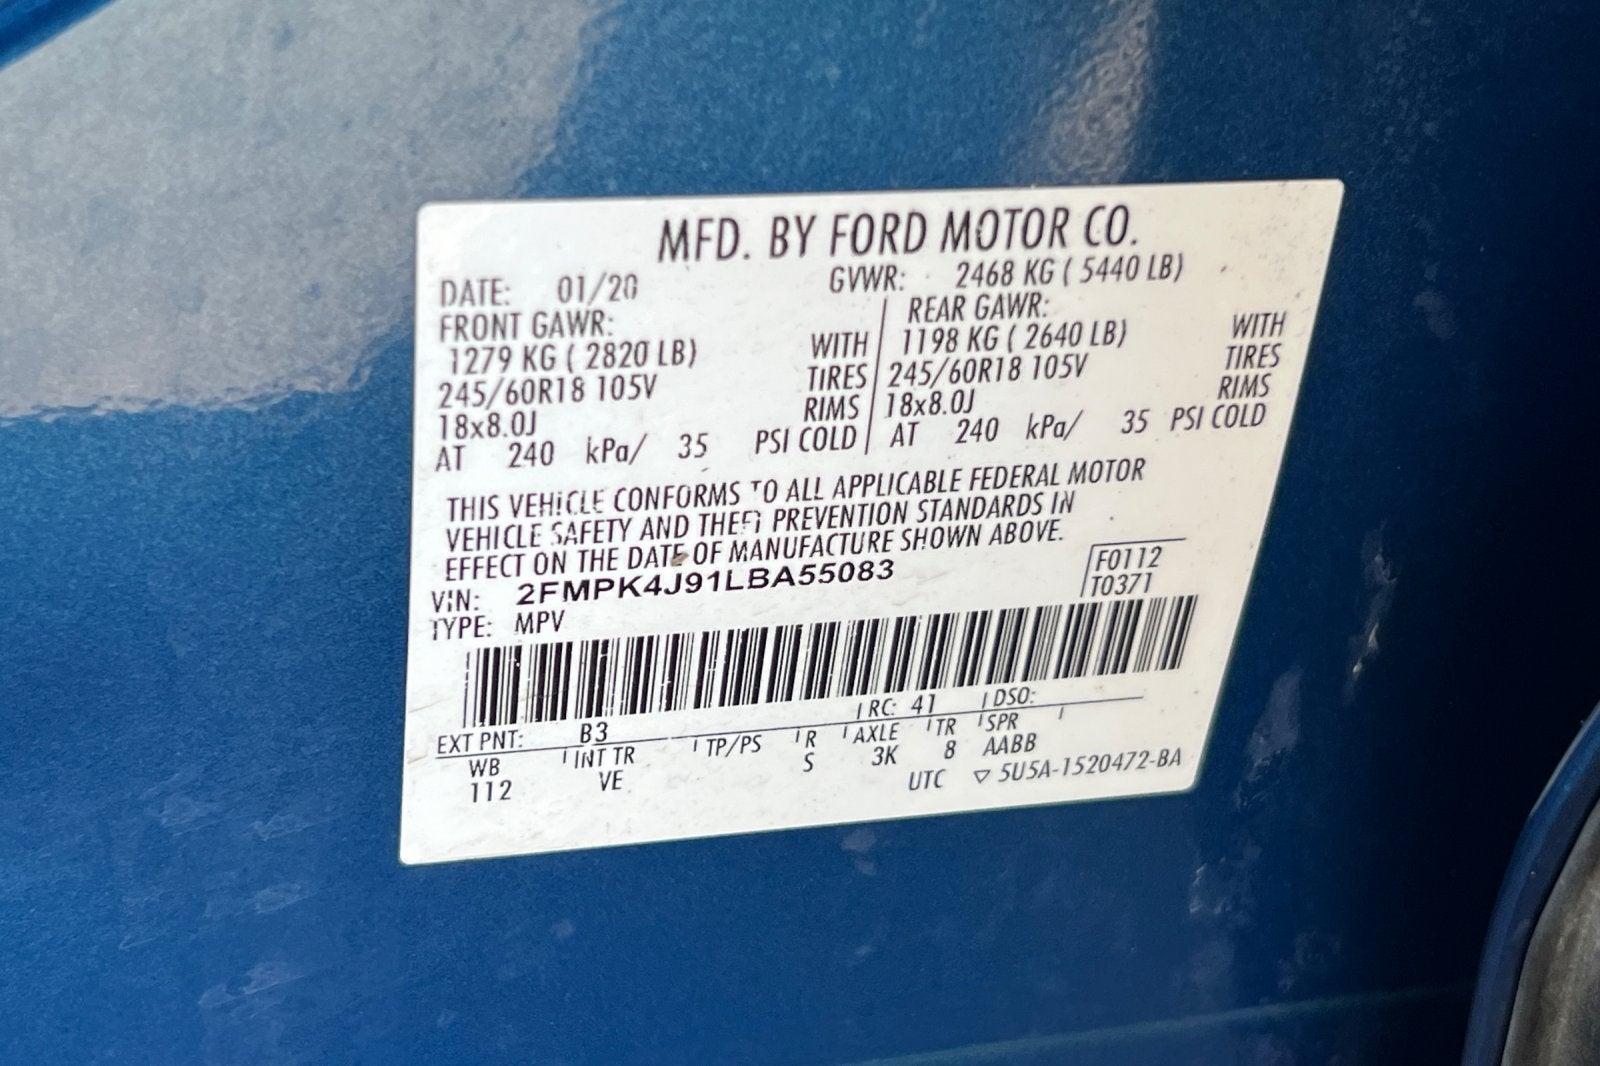 MFD. BY FORD MOTOR CO.
DATE: 01/20 GVWR: 2468 KG ( 5440 LB)
FRONT GAWR: REAR GAWR:
1279 KG ( 2820 LB) WITH 1198 KG ( 2640 LB) WITH
245/60R18 105V TIRES 245/60R18 105V TIRES
18x8.0J RIMS 18x8.0J RIMS
AT 240 kPa/ 35 PSI COLD AT 240 kPa/ 35 PSI COLD
THIS VEHICLE CONFORMS TO ALL APPLICABLE FEDERAL MOTOR
VEHICLE SAFETY AND THEFT PREVENTION STANDARDS IN
EFFECT ON THE DATE OF MANUFACTURE SHOWN ABOVE.
VIN: 2FMPK4J91LBA55083 F0112
TYPE: MPV T0371
EXT PNT: B3 RC: 41 DSO:
WB INT TR TP/PS R AXLE TR SPR
112 VE S 3K 8 AABB
UTC ▽ 5U5A-1520472-BA